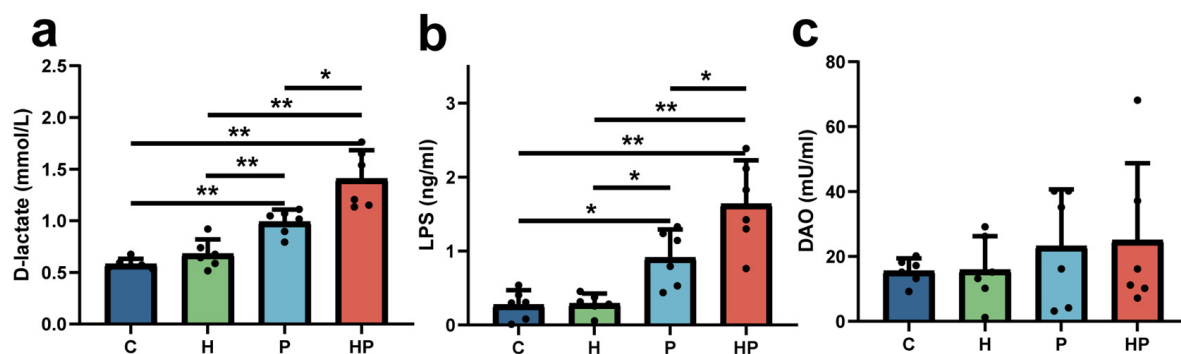 a
D-lactate (mmol/L)
2.5
2.0
1.5
1.0
0.5
0.0
*
**
**
**
**
C H P HP
b
LPS (ng/ml)
3
2
1
0
*
**
**
*
*
C H P HP
c
DAO (mU/ml)
80
60
40
20
0
C H P HP